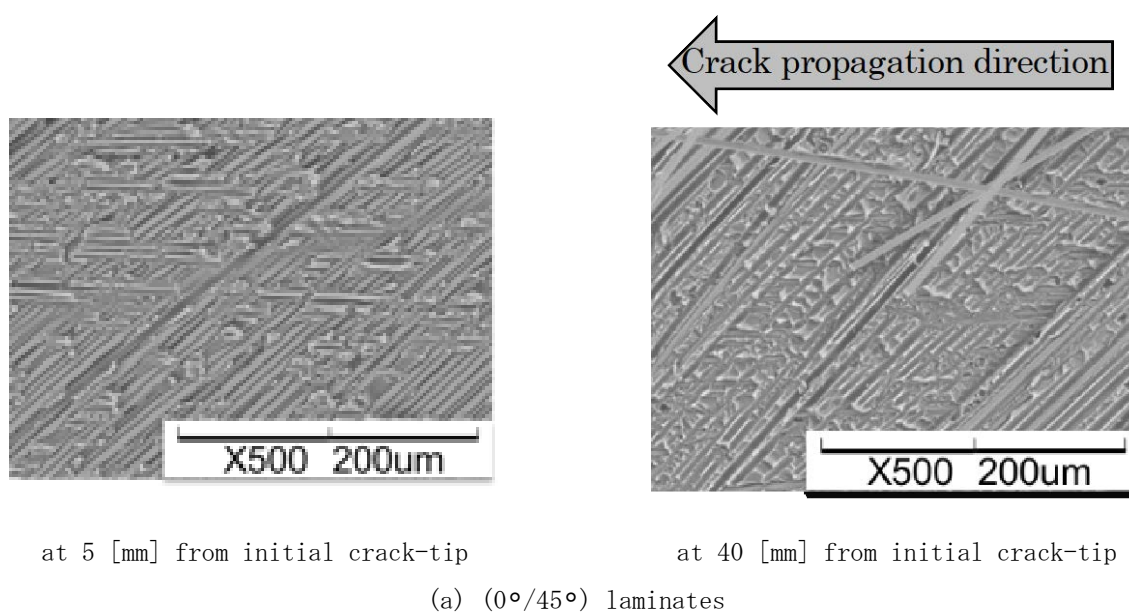 Crack propagation direction
X500 200um
X500 200um
at 5 [mm] from initial crack-tip
at 40 [mm] from initial crack-tip
(a) (0°/45°) laminates